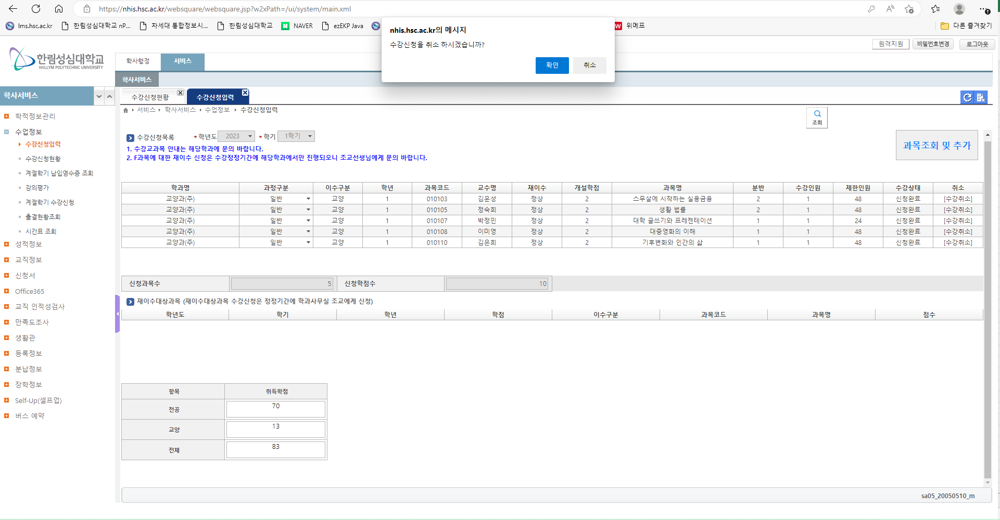 https://nhis.hsc.ac.kr/websquare/websquare.jsp?w2xPath=/ui/system/main.xml
lms.hsc.ac.kr 한림성심대학교 nP... 차세대 통합정보시... 한림성심대학교 NAVER ezEKP Java 위메프 다른 즐겨찾기
nhis.hsc.ac.kr의 메시지
수강신청을 취소 하시겠습니까?
확인 취소
원격지원 비밀번호변경 로그아웃
한림성심대학교
HALLYM POLYTECHNIC UNIVERSITY
학사행정 서비스
학사서비스
학사서비스
수강신청현황 수강신청입력
서비스 학사서비스 수업정보 수강신청입력
조회
학적정보관리
수업정보
수강신청입력
수강신청현황
계절학기 납입영수증 조회
강의평가
계절학기 수강신청
출결현황조회
시간표 조회
성적정보
교직정보
신청서
Office365
교직 인적성검사
만족도조사
생활관
등록정보
분납정보
장학정보
Self-Up(셀프업)
버스 예약
수강신청목록 * 학년도 2023 * 학기 1학기
1. 수강교과목 안내는 해당학과에 문의 바랍니다.
2. F과목에 대한 재이수 신청은 수강정정기간에 해당학과에서만 진행되오니 조교선생님에게 문의 바랍니다.
과목조회 및 추가
학과명 과정구분 이수구분 학년 과목코드 교수명 재이수 개설학점 과목명 분반 수강인원 제한인원 수강상태 취소
교양과(주) 일반 교양 1 010103 김운성 정상 2 스무살에 시작하는 실용금융 2 1 48 신청완료 [수강취소]
교양과(주) 일반 교양 1 010105 정숙희 정상 2 생활 법률 2 1 48 신청완료 [수강취소]
교양과(주) 일반 교양 1 010107 박정민 정상 2 대학 글쓰기와 프레젠테이션 1 1 24 신청완료 [수강취소]
교양과(주) 일반 교양 1 010108 이미영 정상 2 대중영화의 이해 1 1 48 신청완료 [수강취소]
교양과(주) 일반 교양 1 010110 김은희 정상 2 기후변화와 인간의 삶 1 1 48 신청완료 [수강취소]
신청과목수 5 신청학점수 10
재이수대상과목 (재이수대상과목 수강신청은 정정기간에 학과사무실 조교에게 신청)
학년도 학기 학년 학점 이수구분 과목코드 과목명 점수
항목 취득학점
전공 70
교양 13
전체 83
sa05_20050510_m